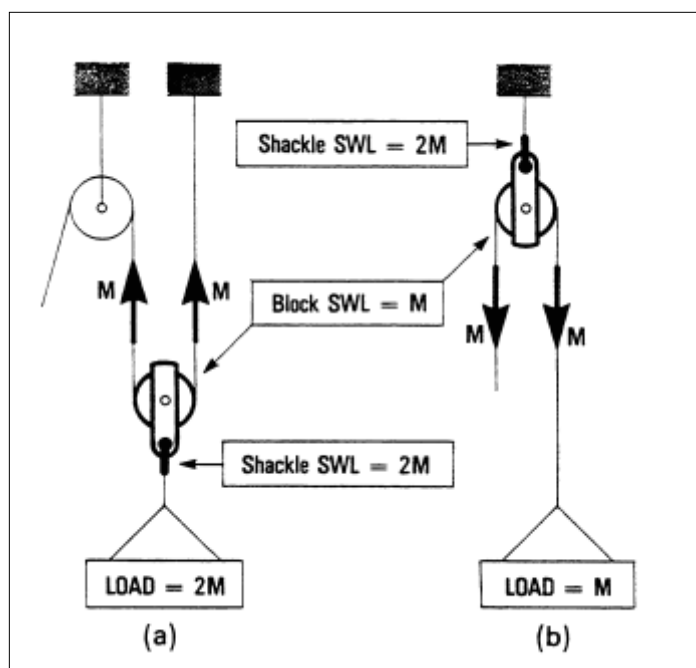 Shackle SWL = 2M
M
M
Block SWL = M
M
M
Shackle SWL = 2M
LOAD = 2M
LOAD = M
(a)
(b)